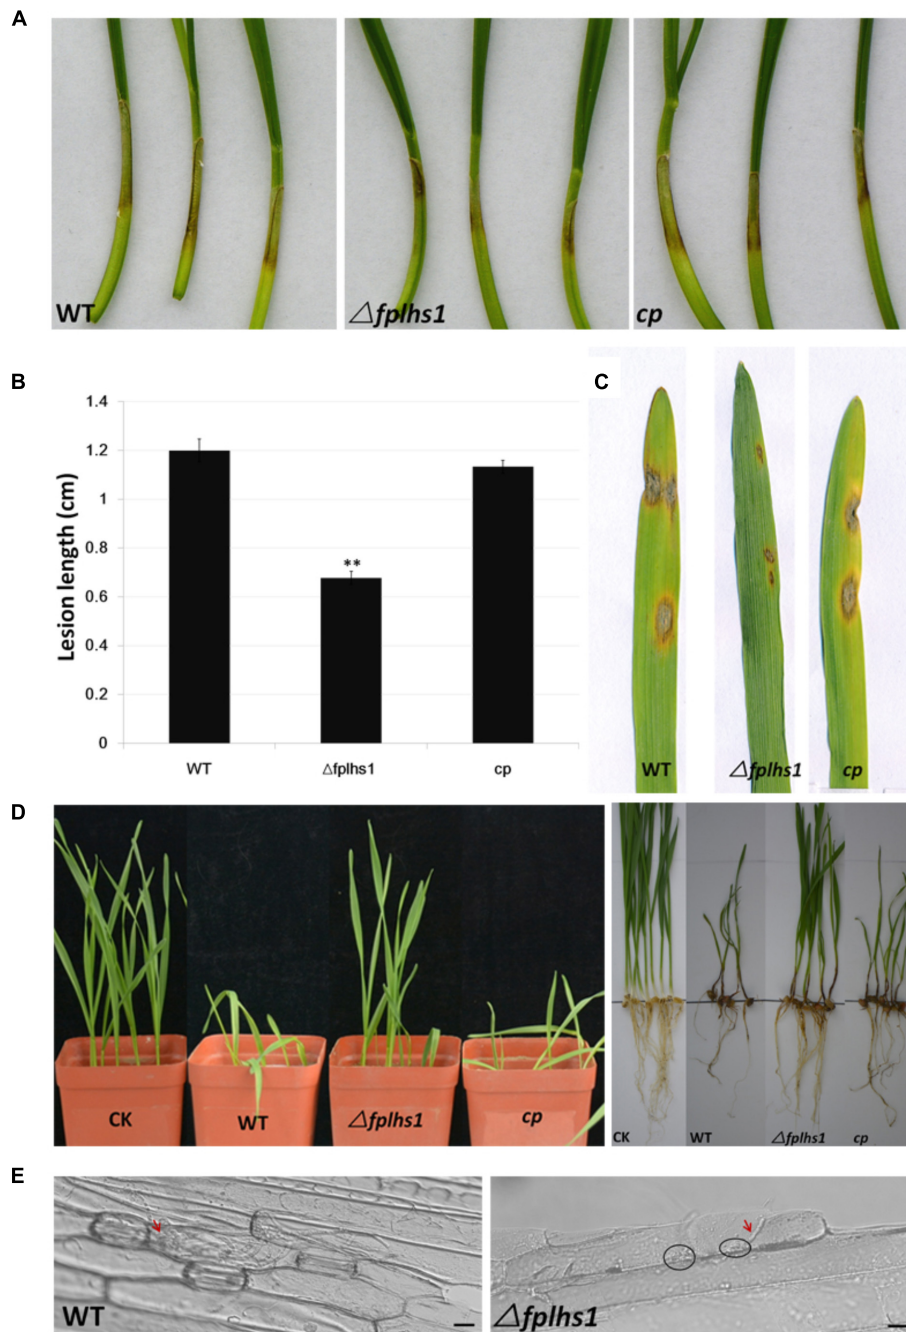 A
WT
△fplhs1
cp
B
C
1.4
1.2
1
0.8
0.6
0.4
0.2
0
Lesion length (cm)
**
WT
Δfplhs1
cp
WT
△fplhs1
cp
D
CK
WT
△fplhs1
cp
CK
WT
△fplhs1
cp
E
WT
△fplhs1